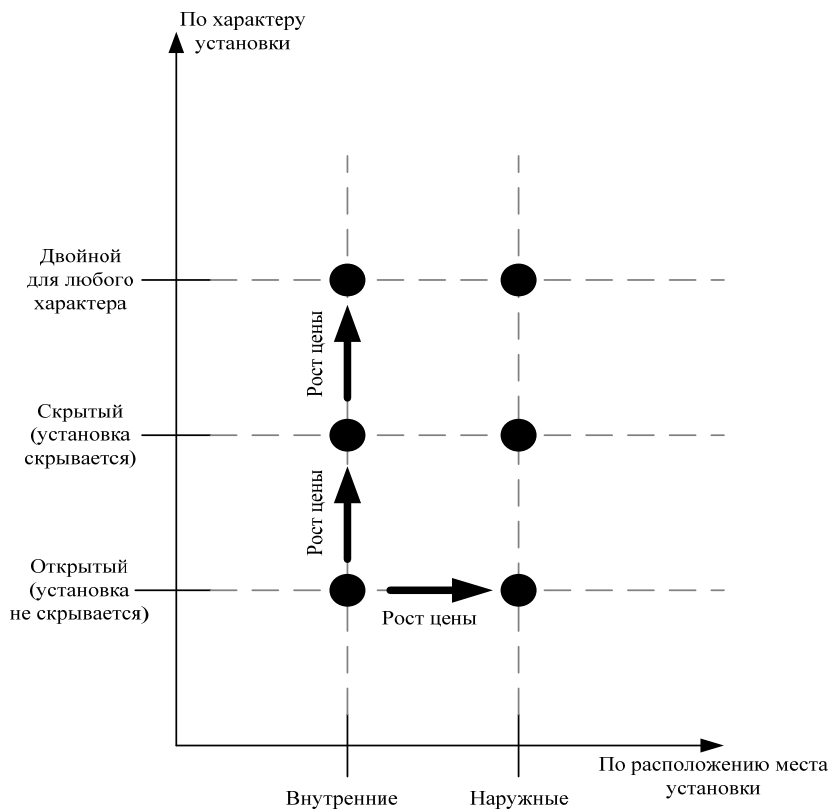 По характеру
установки
Двойной
для любого
характера
Рост цены
Скрытый
(установка
скрывается)
Рост цены
Открытый
(установка
не скрывается)
Рост цены
По расположению места
установки
Внутренние
Наружные